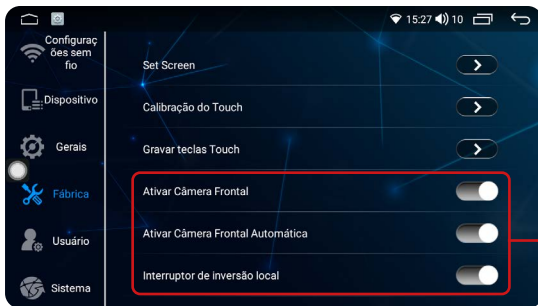 15:27 10
Configuraç
ões sem
fio
Dispositivo
Gerais
Fábrica
Usuário
Sistema
Set Screen
Calibração do Touch
Gravar teclas Touch
Ativar Câmera Frontal
Ativar Câmera Frontal Automática
Interruptor de inversão local